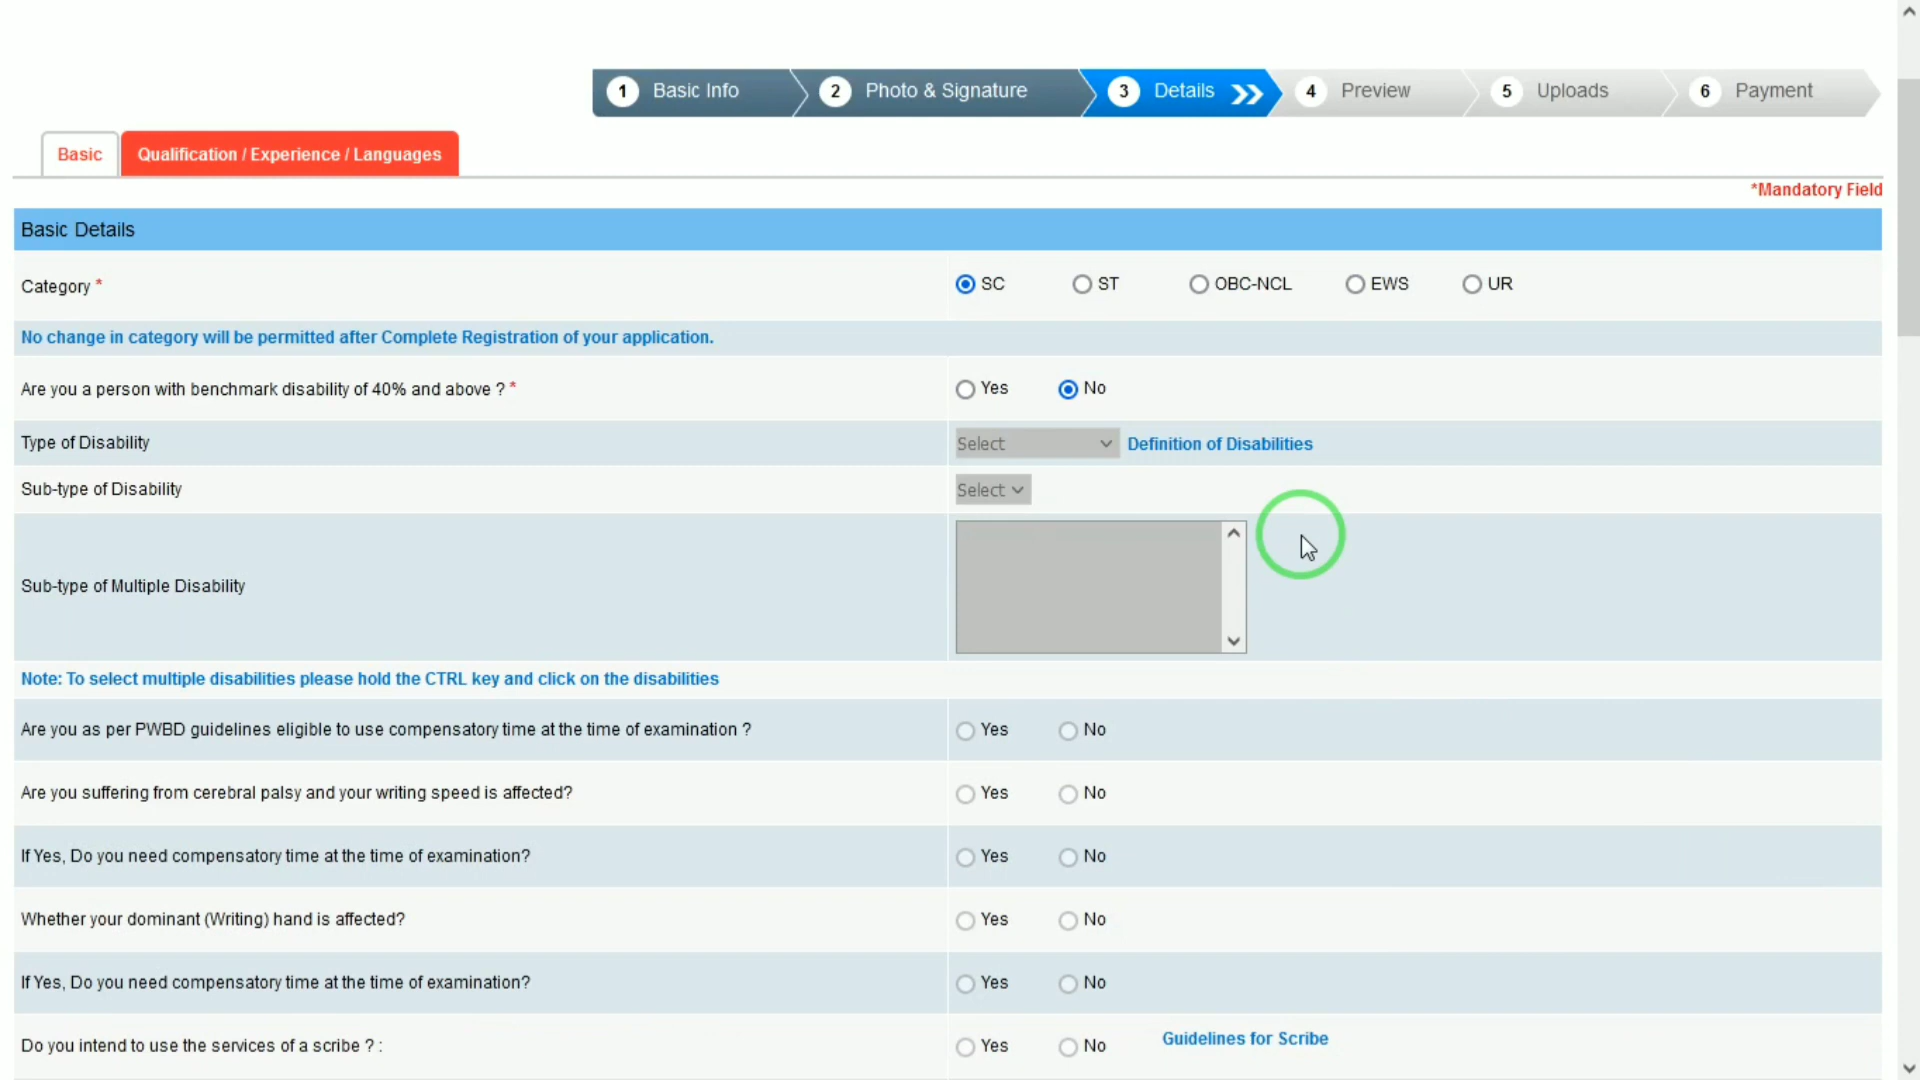 1 Basic Info 2 Photo & Signature 3 Details 4 Preview 5 Uploads 6 Payment
Basic Qualification / Experience / Languages
*Mandatory Field
Basic Details
Category * SC ST OBC-NCL EWS UR
No change in category will be permitted after Complete Registration of your application.
Are you a person with benchmark disability of 40% and above ? * Yes No
Type of Disability Select Definition of Disabilities
Sub-type of Disability Select
Sub-type of Multiple Disability
Note: To select multiple disabilities please hold the CTRL key and click on the disabilities
Are you as per PWBD guidelines eligible to use compensatory time at the time of examination ? Yes No
Are you suffering from cerebral palsy and your writing speed is affected? Yes No
If Yes, Do you need compensatory time at the time of examination? Yes No
Whether your dominant (Writing) hand is affected? Yes No
If Yes, Do you need compensatory time at the time of examination? Yes No
Do you intend to use the services of a scribe ? : Yes No Guidelines for Scribe